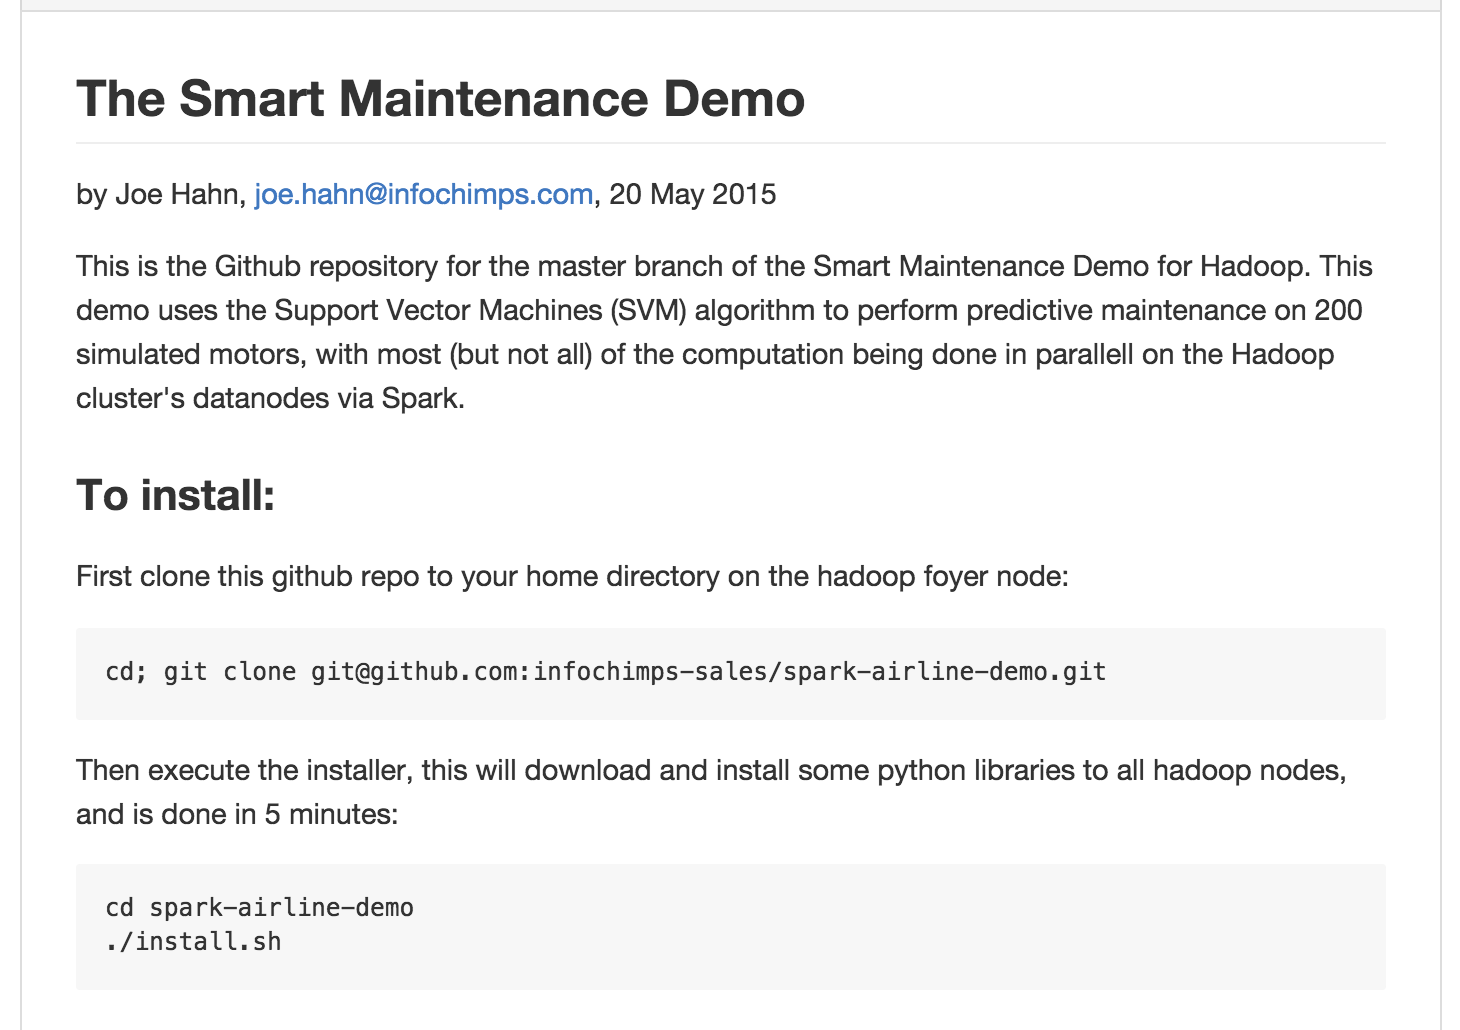 The Smart Maintenance Demo
by Joe Hahn, joe.hahn@infochimps.com, 20 May 2015
This is the Github repository for the master branch of the Smart Maintenance Demo for Hadoop. This
demo uses the Support Vector Machines (SVM) algorithm to perform predictive maintenance on 200
simulated motors, with most (but not all) of the computation being done in parallell on the Hadoop
cluster's datanodes via Spark.
To install:
First clone this github repo to your home directory on the hadoop foyer node:
cd; git clone git@github.com:infochimps-sales/spark-airline-demo.git
Then execute the installer, this will download and install some python libraries to all hadoop nodes,
and is done in 5 minutes:
cd spark-airline-demo
./install.sh